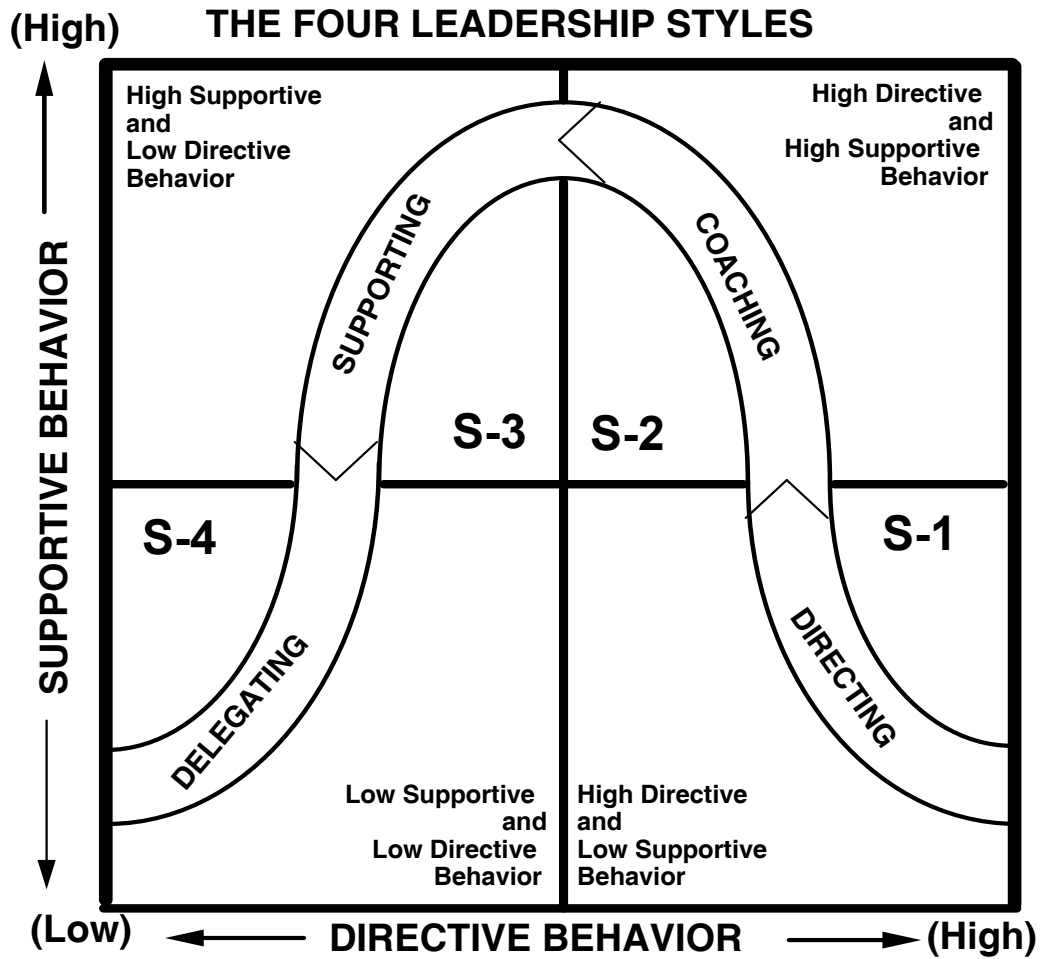 (High)
THE FOUR LEADERSHIP STYLES
High Supportive
and
Low Directive
Behavior
High Directive
and
High Supportive
Behavior
SUPPORTING
COACHING
SUPPORTIVE BEHAVIOR
S-3
S-2
S-4
S-1
DELEGATING
DIRECTING
Low Supportive
and
Low Directive
Behavior
High Directive
and
Low Supportive
Behavior
(Low)
DIRECTIVE BEHAVIOR
(High)